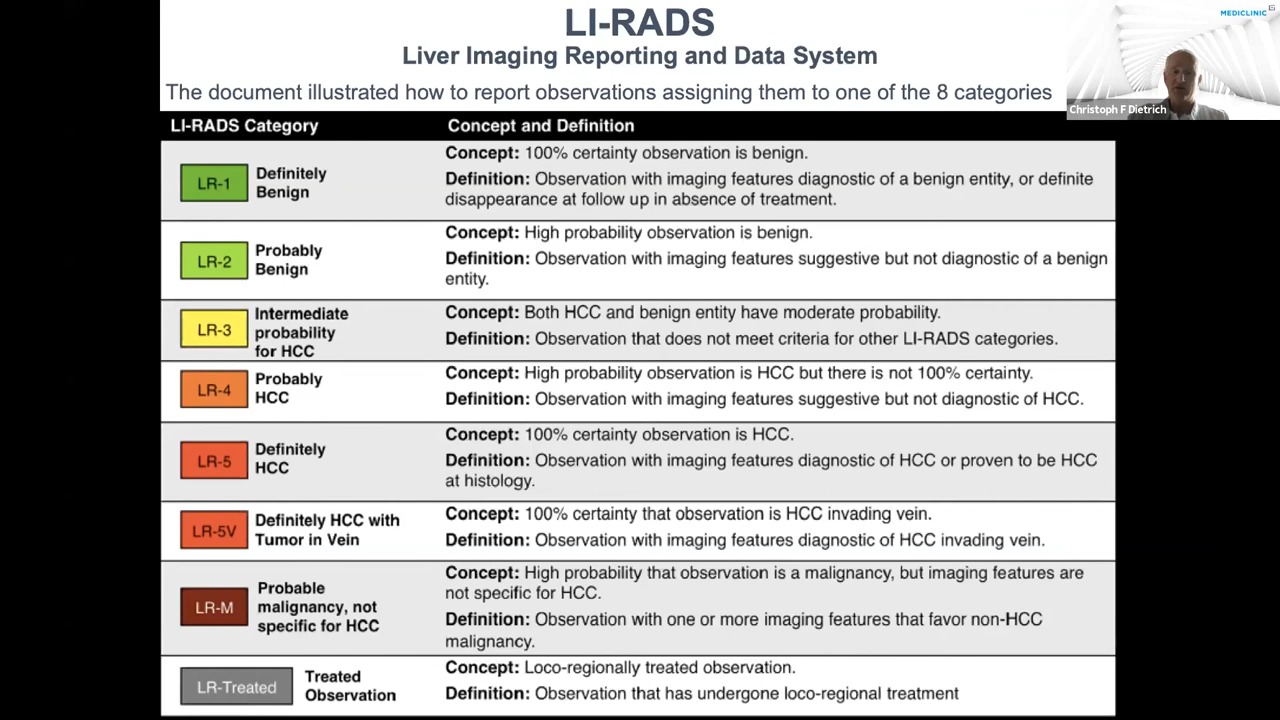 LI-RADS
Liver Imaging Reporting and Data System
The document illustrated how to report observations assigning them to one of the 8 categories
MEDICLINIC
Christoph F Dietrich
LI-RADS Category
Concept and Definition
LR-1
Definitely
Benign
Concept: 100% certainty observation is benign.
Definition: Observation with imaging features diagnostic of a benign entity, or definite
disappearance at follow up in absence of treatment.
LR-2
Probably
Benign
Concept: High probability observation is benign.
Definition: Observation with imaging features suggestive but not diagnostic of a benign
entity.
LR-3
Intermediate
probability
for HCC
Concept: Both HCC and benign entity have moderate probability.
Definition: Observation that does not meet criteria for other LI-RADS categories.
LR-4
Probably
HCC
Concept: High probability observation is HCC but there is not 100% certainty.
Definition: Observation with imaging features suggestive but not diagnostic of HCC.
LR-5
Definitely
HCC
Concept: 100% certainty observation is HCC.
Definition: Observation with imaging features diagnostic of HCC or proven to be HCC
at histology.
LR-5V
Definitely HCC with
Tumor in Vein
Concept: 100% certainty that observation is HCC invading vein.
Definition: Observation with imaging features diagnostic of HCC invading vein.
LR-M
Probable
malignancy, not
specific for HCC
Concept: High probability that observation is a malignancy, but imaging features are
not specific for HCC.
Definition: Observation with one or more imaging features that favor non-HCC
malignancy.
LR-Treated
Treated
Observation
Concept: Loco-regionally treated observation.
Definition: Observation that has undergone loco-regional treatment